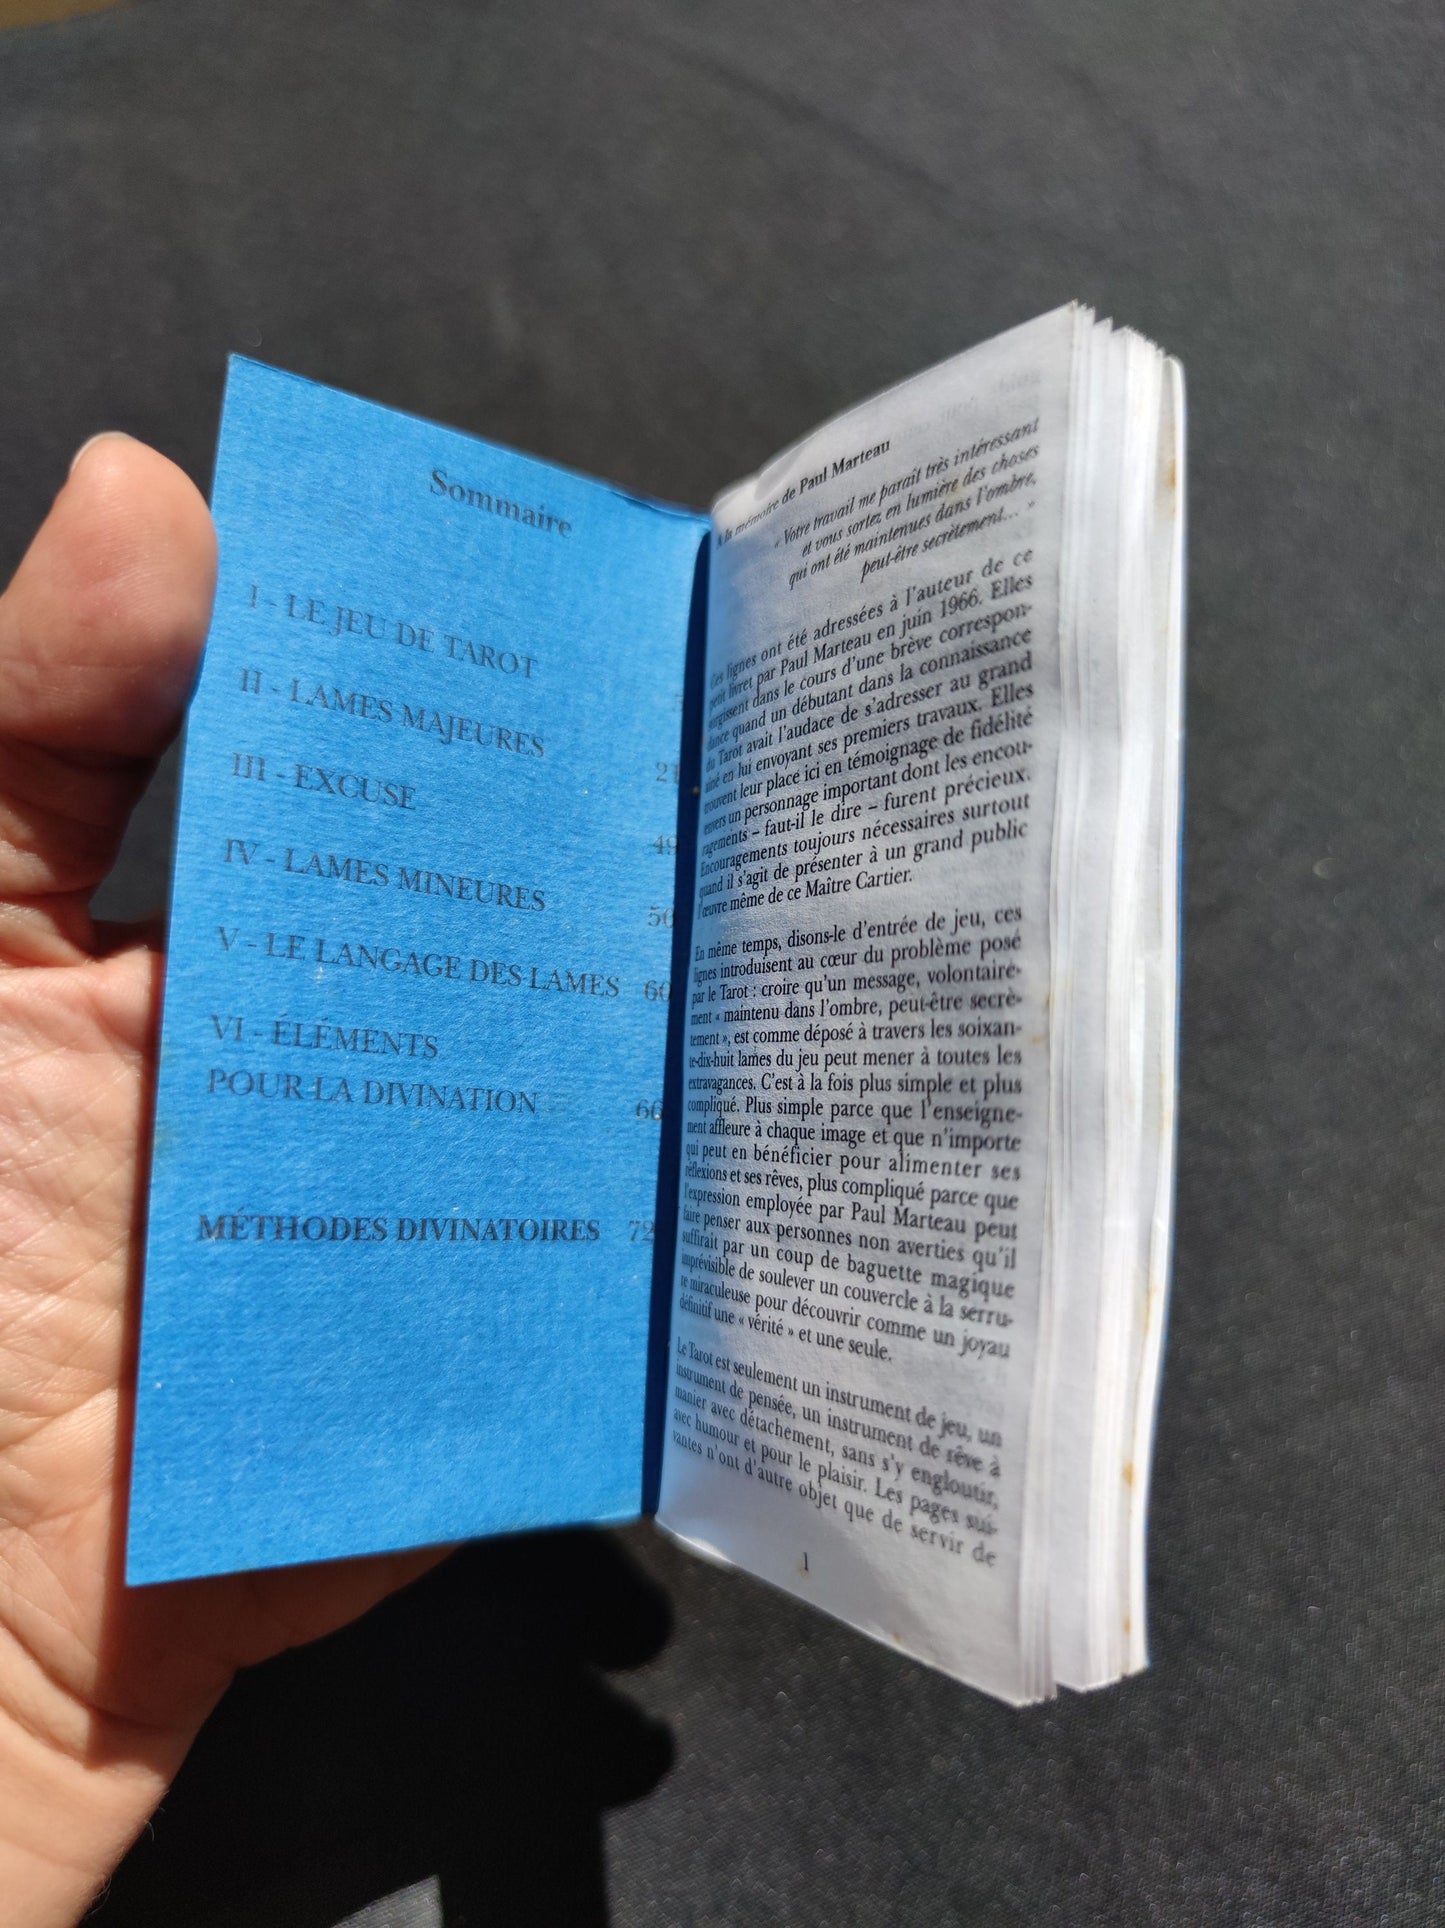 Sommaire
I - LE JEU DE TAROT
II - LAMES MAJEURES 21
III - EXCUSE 49
IV - LAMES MINEURES 50
V - LE LANGAGE DES LAMES 60
VI - ÉLÉMENTS
POUR LA DIVINATION 66
MÉTHODES DIVINATOIRES 72
A la mémoire de Paul Marteau
« Votre travail me paraît très intéressant
et vous sortez en lumière des choses
qui ont été maintenues dans l'ombre,
peut-être secrètement... »
Ces lignes ont été adressées à l'auteur de ce
petit livret par Paul Marteau en juin 1966. Elles
surgissent dans le cours d'une brève correspon-
dance quand un débutant dans la connaissance
du Tarot avait l'audace de s'adresser au grand
aîné en lui envoyant ses premiers travaux. Elles
trouvent leur place ici en témoignage de fidélité
envers un personnage important dont les encou-
ragements – faut-il le dire – furent précieux.
Encouragements toujours nécessaires surtout
quand il s'agit de présenter à un grand public
l'œuvre même de ce Maître Cartier.
En même temps, disons-le d'entrée de jeu, ces
lignes introduisent au cœur du problème posé
par le Tarot : croire qu'un message, volontaire-
ment « maintenu dans l'ombre, peut-être secrè-
tement », est comme déposé à travers les soixan-
te-dix-huit lames du jeu peut mener à toutes les
extravagances. C'est à la fois plus simple et plus
compliqué. Plus simple parce que l'enseigne-
ment affleure à chaque image et que n'importe
qui peut en bénéficier pour alimenter ses
réflexions et ses rêves, plus compliqué parce que
l'expression employée par Paul Marteau peut
faire penser aux personnes non averties qu'il
suffirait par un coup de baguette magique
imprévisible de soulever un couvercle à la serru-
re miraculeuse pour découvrir comme un joyau
définitif une « vérité » et une seule.
Le Tarot est seulement un instrument de jeu, un
instrument de pensée, un instrument de rêve à
manier avec détachement, sans s'y engloutir,
avec humour et pour le plaisir. Les pages sui-
vantes n'ont d'autre objet que de servir de
1